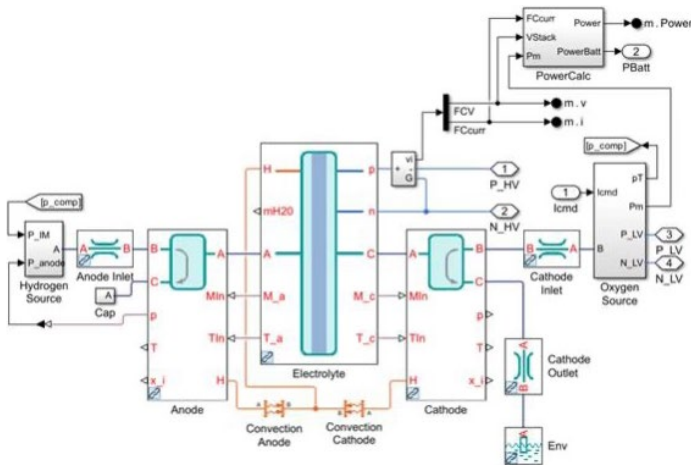 FCcurr
VStack
Pm
Power
PowerBatt
PowerCalc
m.Power
2
PBatt
FCV
FCcurr
m.v
m.i
[p_comp]
H
mH20
A
M_a
T_a
p
n
C
M_c
T_c
Electrolyte
vi
+
-
G
1
P_HV
2
N_HV
[p_comp]
1
Icmd
Icmd
B
pT
Pm
P_LV
N_LV
Oxygen
Source
3
P_LV
4
N_LV
P_IM
P_anode
A
Hydrogen
Source
A
B
Anode Inlet
A
Cap
B
C
p
T
x_i
A
MIn
TIn
H
Anode
A
MIn
TIn
H
B
C
p
T
x_i
Cathode
B
A
Cathode
Inlet
A
B
Cathode
Outlet
A
Env
A
B
Convection
Anode
B
A
Convection
Cathode